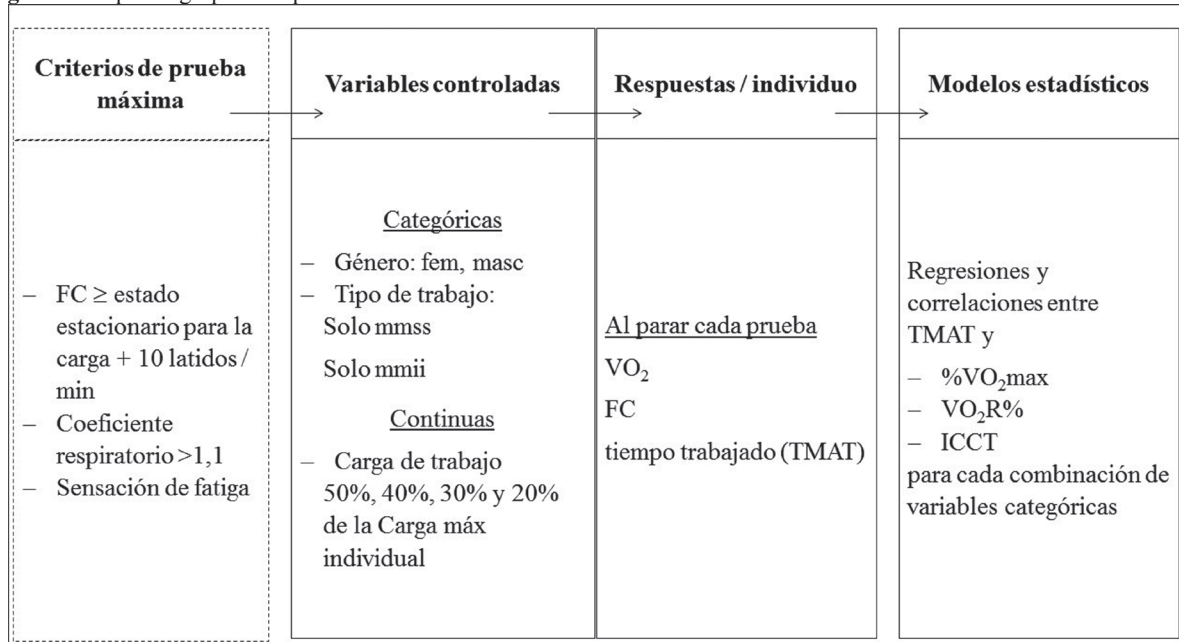 Criterios de prueba
máxima
FC ≥ estado
estacionario para la
carga + 10 latidos /
min
– Coeficiente
respiratorio >1,1
– Sensación de fatiga
Variables controladas
Categóricas
– Género: fem, masc
– Tipo de trabajo:
Solo mmss
Solo mmii
Continuas
– Carga de trabajo
50%, 40%, 30% y 20%
de la Carga máx
individual
Respuestas / individuo
Al parar cada prueba
VO₂
FC
tiempo trabajado (TMAT)
Modelos estadísticos
Regresiones y
correlaciones entre
TMAT y
– %VO₂max
– VO₂R%
– ICCT
para cada combinación de
variables categóricas